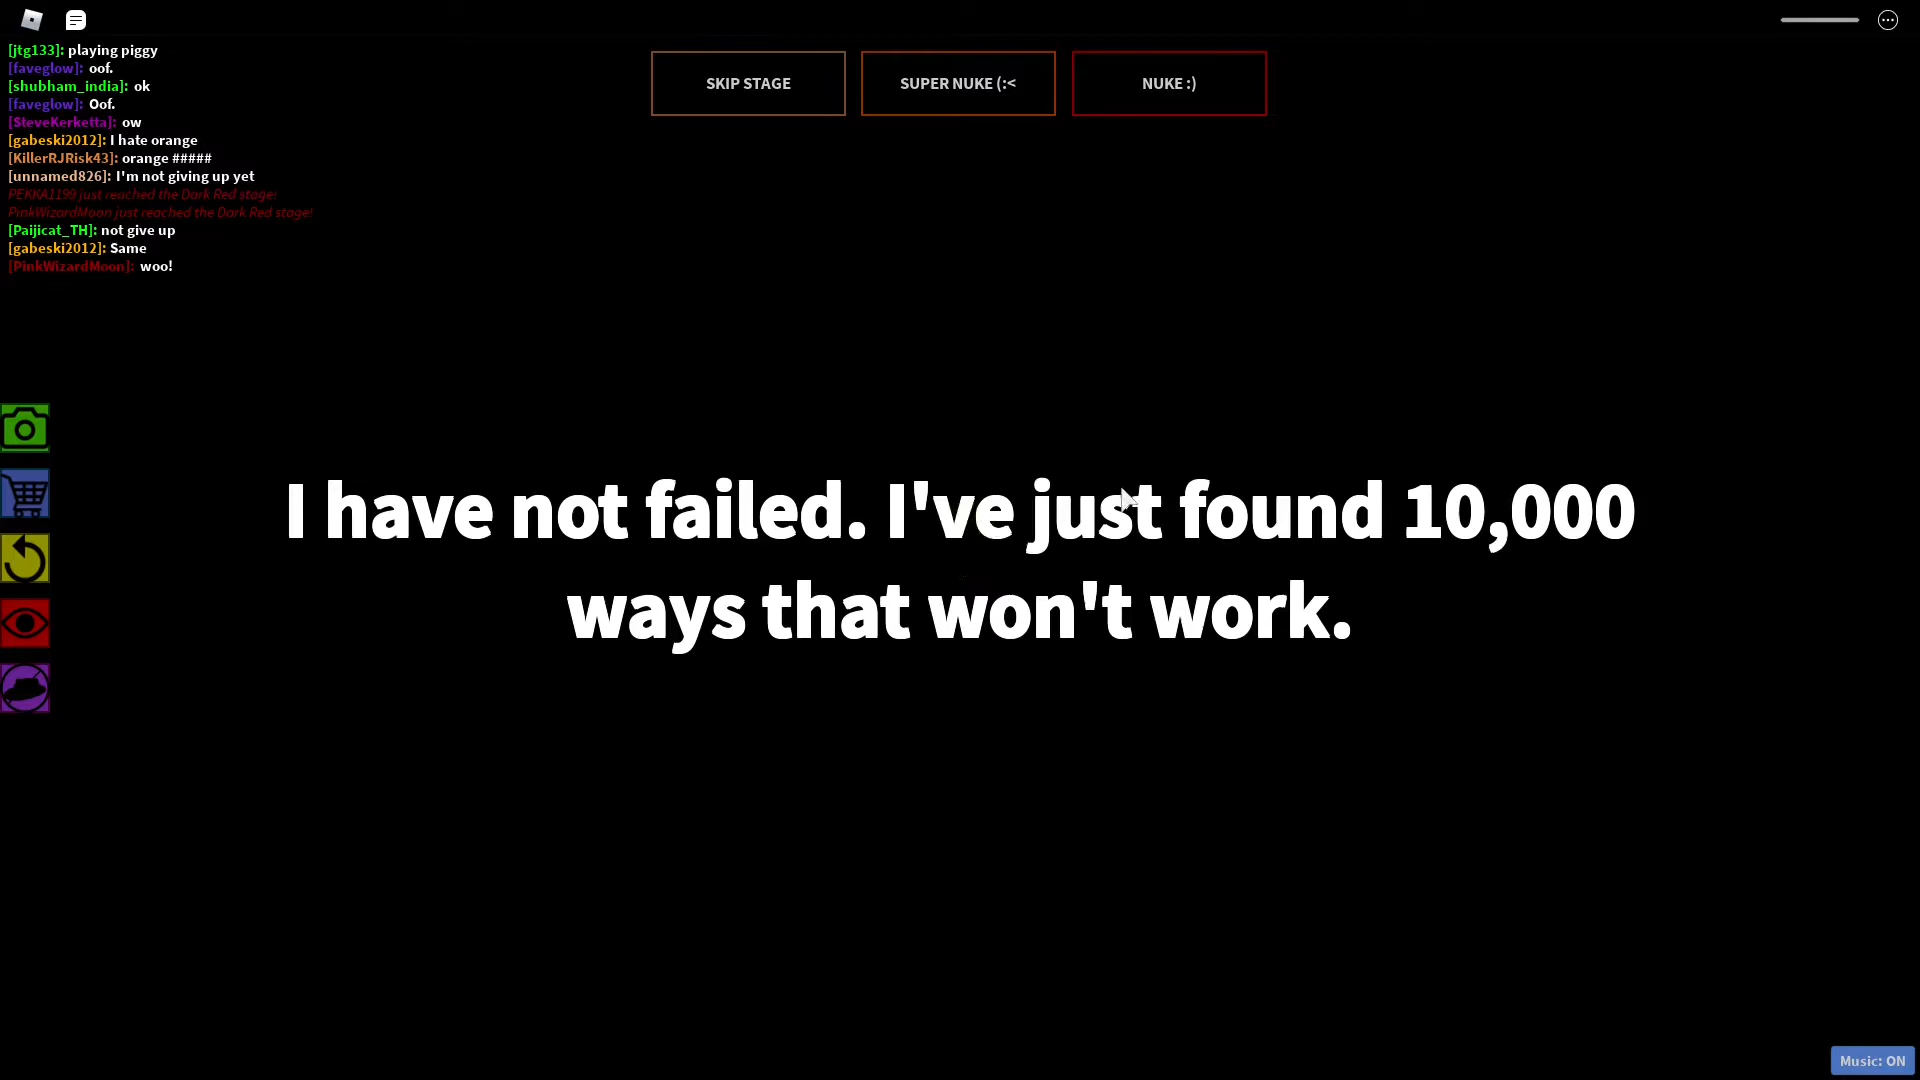 [jtg133]: playing piggy
[faveglow]: oof.
[shubham_india]: ok
[faveglow]: Oof.
[SteveKerketta]: ow
[gabeski2012]: I hate orange
[KillerRJRisk43]: orange #####
[unnamed826]: I'm not giving up yet
PEKKA1199 just reached the Dark Red stage!
PinkWizardMoon just reached the Dark Red stage!
[Paijicat_TH]: not give up
[gabeski2012]: Same
[PinkWizardMoon]: woo!
SKIP STAGE
SUPER NUKE (:<
NUKE :)
I have not failed. I've just found 10,000
ways that won't work.
Music: ON